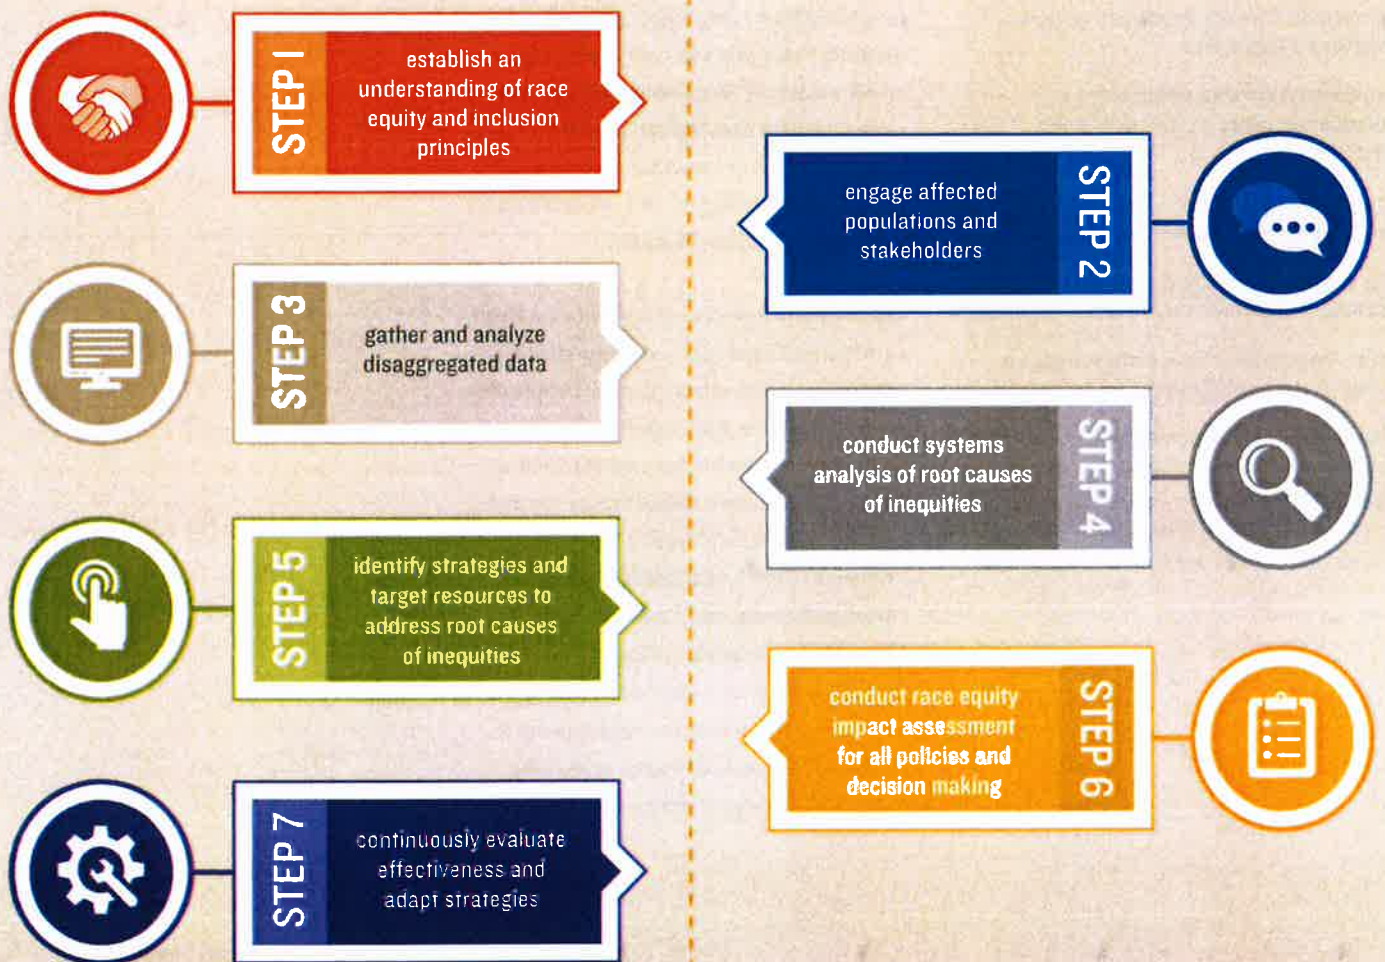 STEP 1
establish an
understanding of race
equity and inclusion
principles
STEP 2
engage affected
populations and
stakeholders
STEP 3
gather and analyze
disaggregated data
STEP 4
conduct systems
analysis of root causes
of inequities
STEP 5
identify strategies and
target resources to
address root causes
of inequities
STEP 6
conduct race equity
impact assessment
for all policies and
decision making
STEP 7
continuously evaluate
effectiveness and
adapt strategies